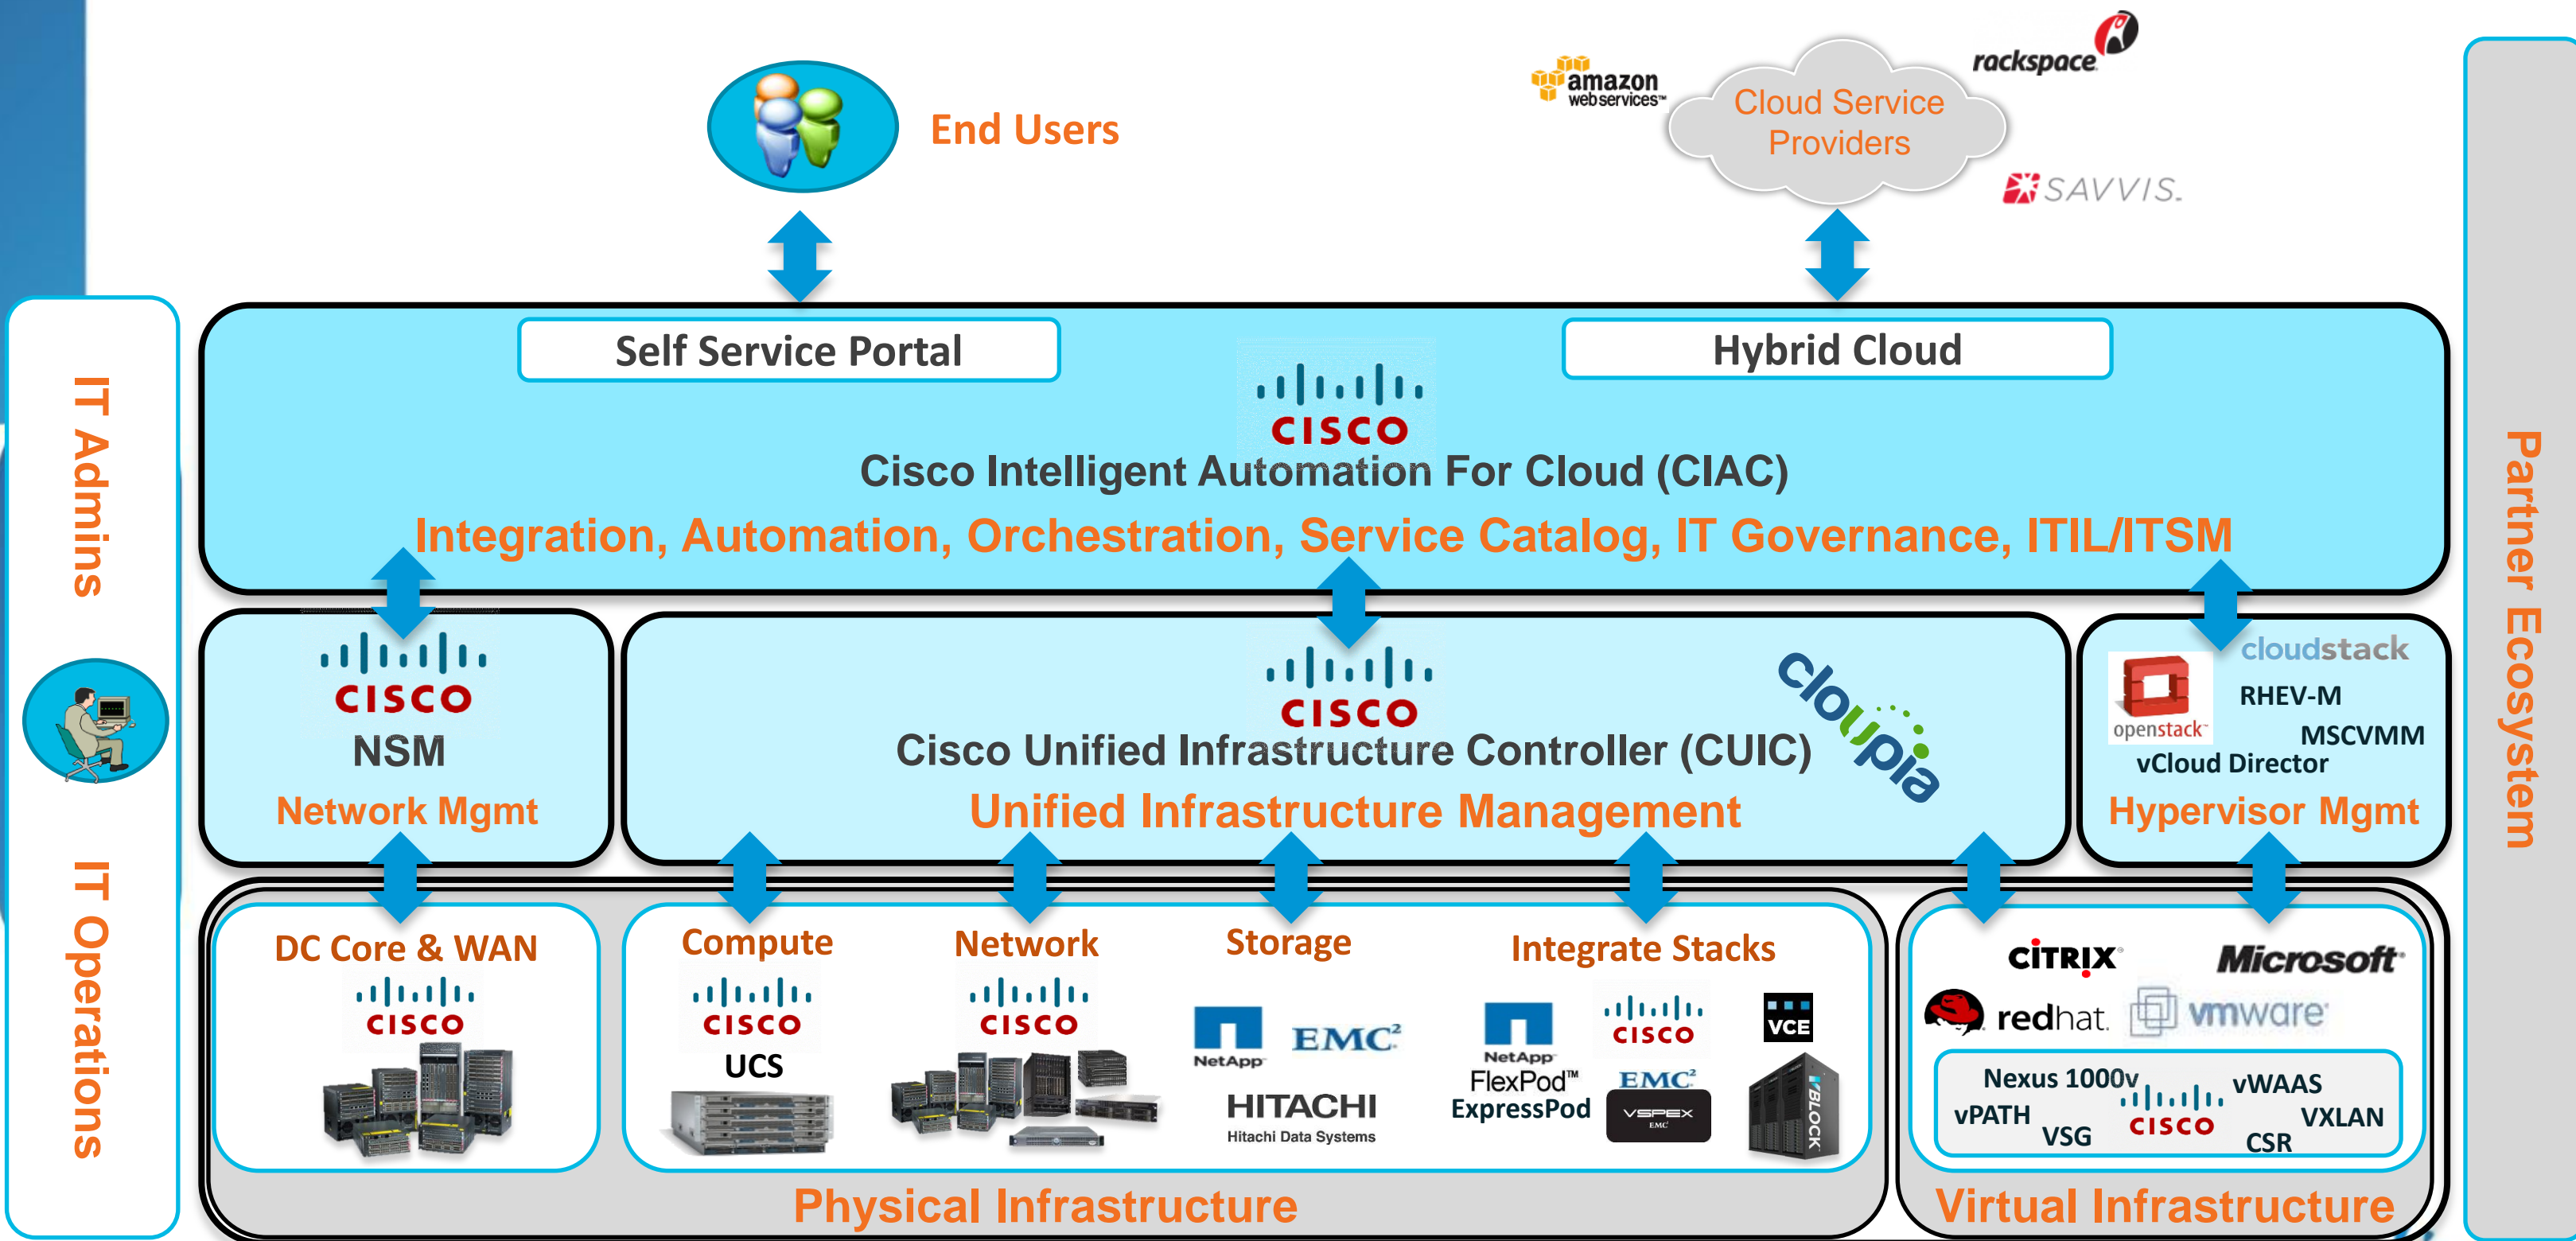 End Users
amazon
webservices™
Cloud Service
Providers
rackspace
SAVVIS.
IT Admins
IT Operations
Partner Ecosystem
Self Service Portal
Hybrid Cloud
CISCO
Cisco Intelligent Automation For Cloud (CIAC)
Integration, Automation, Orchestration, Service Catalog, IT Governance, ITIL/ITSM
CISCO
NSM
Network Mgmt
CISCO
Cisco Unified Infrastructure Controller (CUIC)
cloupia
Unified Infrastructure Management
cloudstack
openstack™
RHEV-M
MSCVMM
vCloud Director
Hypervisor Mgmt
DC Core & WAN
CISCO
Compute
CISCO
UCS
Network
CISCO
Storage
NetApp
EMC²
HITACHI
Hitachi Data Systems
Integrate Stacks
NetApp
FlexPod™
ExpressPod
CISCO
EMC²
VSPEX
EMC²
VCE
VBLOCK
Physical Infrastructure
CITRIX®
Microsoft®
redhat.
vmware®
Nexus 1000v
vWAAS
vPATH
CISCO
VXLAN
VSG
CSR
Virtual Infrastructure